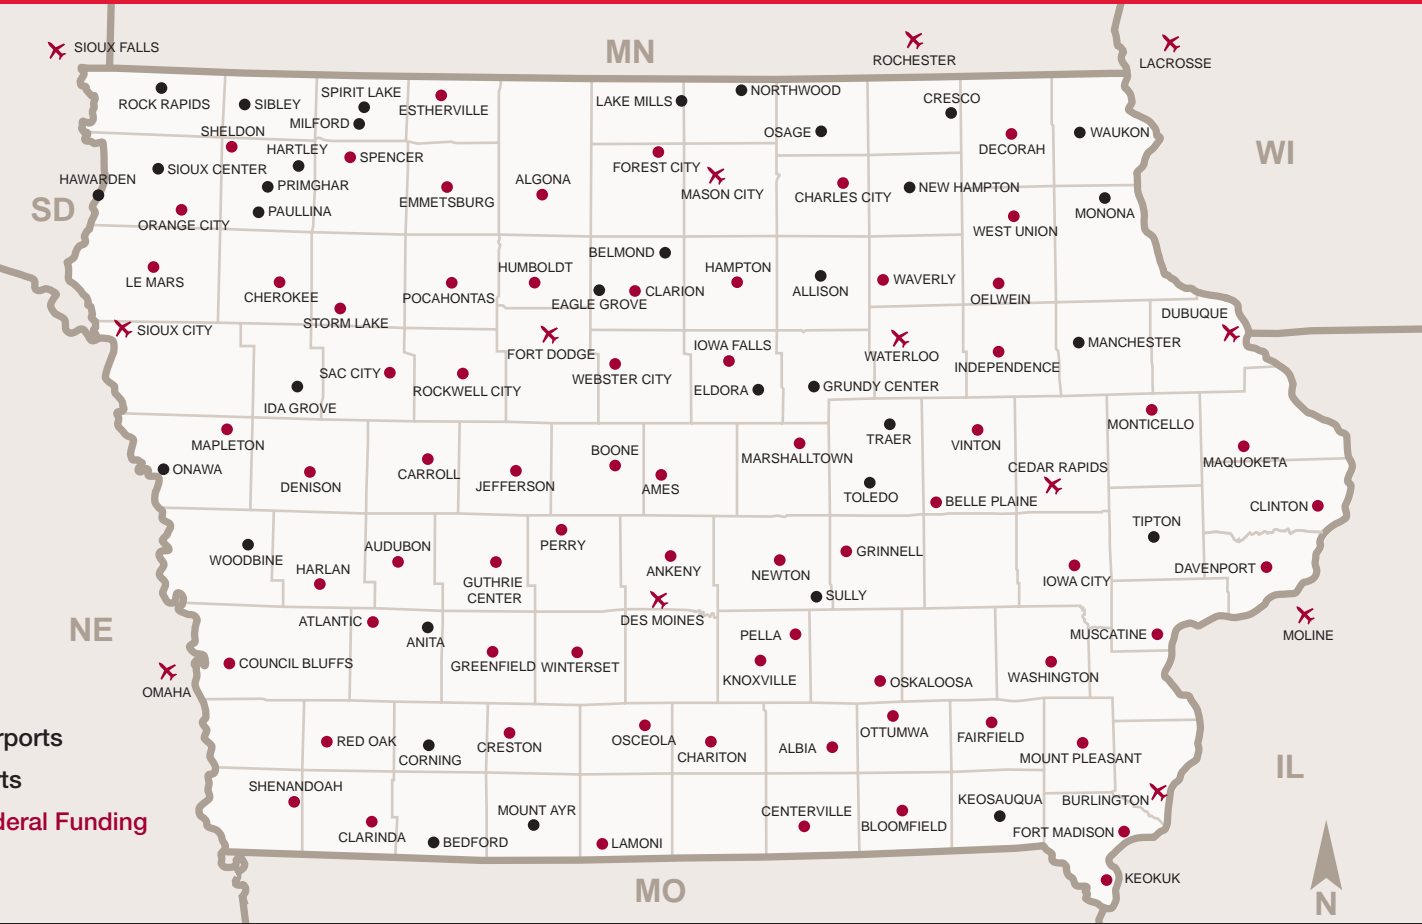 SIOUX FALLS
MN
ROCHESTER
LACROSSE
ROCK RAPIDS
SIBLEY
SPIRIT LAKE
MILFORD
ESTHERVILLE
LAKE MILLS
NORTHWOOD
OSAGE
CRESCO
DECORAH
WAUKON
WI
SHELDON
HARTLEY
SPENCER
SIOUX CENTER
HAWARDEN
PRIMGHAR
PAULLINA
SD
ORANGE CITY
EMMETSBURG
ALGONA
FOREST CITY
MASON CITY
CHARLES CITY
NEW HAMPTON
MONONA
WEST UNION
BELMOND
LE MARS
CHEROKEE
STORM LAKE
POCAHONTAS
HUMBOLDT
EAGLE GROVE
CLARION
HAMPTON
ALLISON
WAVERLY
OELWEIN
DUBUQUE
SIOUX CITY
FORT DODGE
IOWA FALLS
WATERLOO
INDEPENDENCE
MANCHESTER
SAC CITY
ROCKWELL CITY
WEBSTER CITY
ELDORA
GRUNDY CENTER
IDA GROVE
MAPLETON
ONAWA
DENISON
CARROLL
JEFFERSON
BOONE
AMES
MARSHALLTOWN
TRAER
TOLEDO
VINTON
BELLE PLAINE
CEDAR RAPIDS
MONTICELLO
MAQUOKETA
CLINTON
WOODBINE
HARLAN
AUDUBON
GUTHRIE
CENTER
PERRY
ANKENY
NEWTON
GRINNELL
SULLY
IOWA CITY
TIPTON
DAVENPORT
MOLINE
NE
ATLANTIC
ANITA
DES MOINES
PELLA
MUSCATINE
COUNCIL BLUFFS
GREENFIELD
WINTERSET
KNOXVILLE
OSKALOOSA
WASHINGTON
OMAHA
RED OAK
CORNING
CRESTON
OSCEOLA
CHARITON
ALBIA
OTTUMWA
FAIRFIELD
MOUNT PLEASANT
IL
rports
rts
deral Funding
SHENANDOAH
CLARINDA
BEDFORD
MOUNT AYR
LAMONI
CENTERVILLE
BLOOMFIELD
KEOSAUQUA
BURLINGTON
FORT MADISON
KEOKUK
MO
N